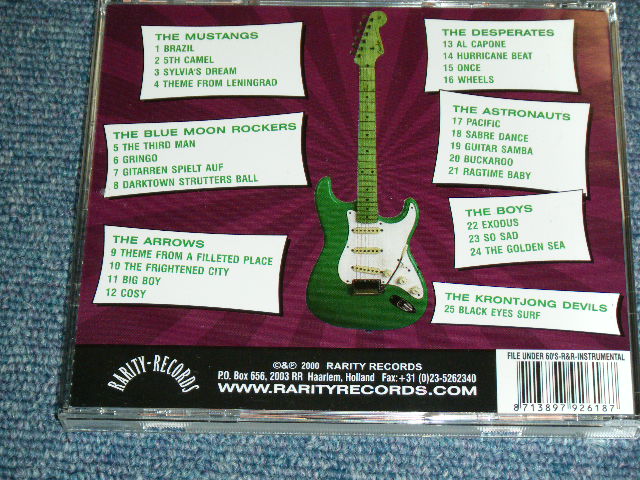 THE MUSTANGS
1 BRAZIL
2 5TH CAMEL
3 SYLVIA'S DREAM
4 THEME FROM LENINGRAD
THE BLUE MOON ROCKERS
5 THE THIRD MAN
6 GRINGO
7 GITARREN SPIELT AUF
8 DARKTOWN STRUTTERS BALL
THE ARROWS
9 THEME FROM A FILLETED PLACE
10 THE FRIGHTENED CITY
11 BIG BOY
12 COSY
THE DESPERATES
13 AL CAPONE
14 HURRICANE BEAT
15 ONCE
16 WHEELS
THE ASTRONAUTS
17 PACIFIC
18 SABRE DANCE
19 GUITAR SAMBA
20 BUCKAROO
21 RAGTIME BABY
THE BOYS
22 EXODUS
23 SO SAD
24 THE GOLDEN SEA
THE KRONTJONG DEVILS
25 BLACK EYES SURF
RARITY-RECORDS
©&℗ 2000 RARITY RECORDS
P.O. Box 656, 2003 RR Haarlem, Holland Fax:+31 (0)23-5262340
WWW.RARITYRECORDS.COM
FILE UNDER 60'S-R&R-INSTRUMENTAL
8 713897 926187